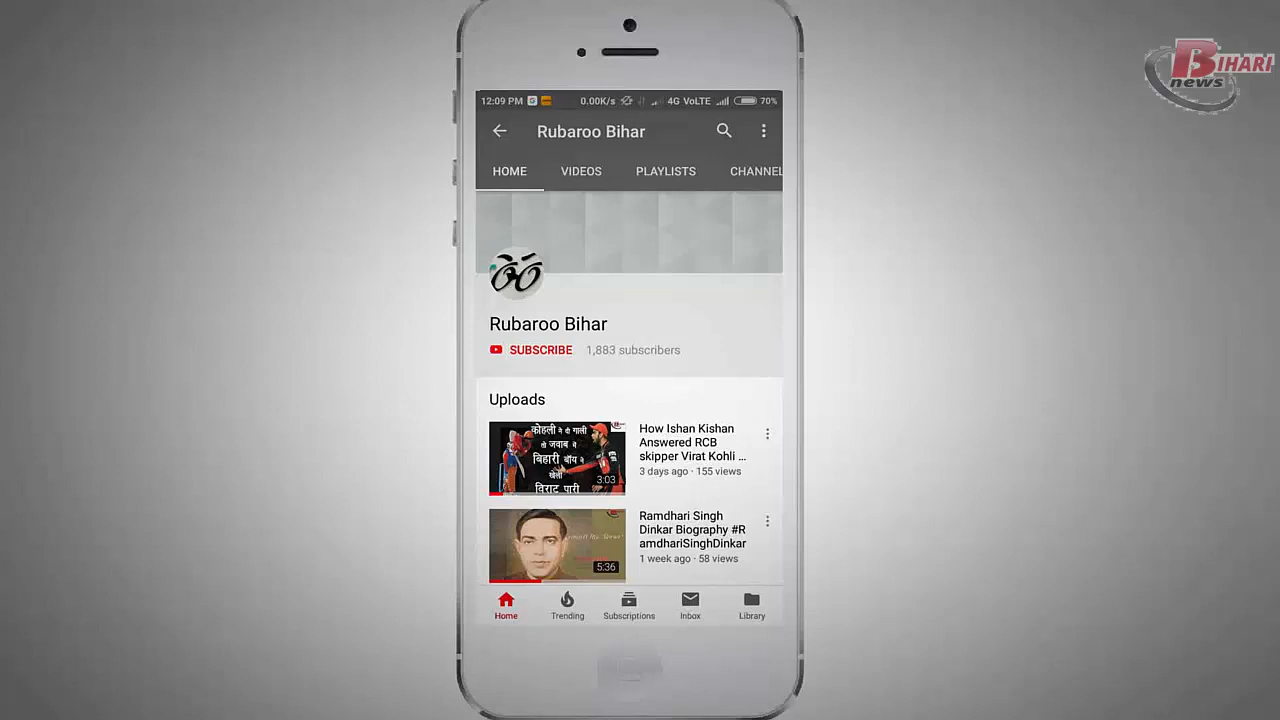 BIHARI
news
12:09 PM 0.00K/s 4G VoLTE 70%
Rubaroo Bihar
HOME VIDEOS PLAYLISTS CHANNEL
Rubaroo Bihar
SUBSCRIBE 1,883 subscribers
Uploads
कोहली ने दी गाली
तो जवाब में
बिहारी बॉय ने
खेली
विराट पारी
3:03
How Ishan Kishan
Answered RCB
skipper Virat Kohli ...
3 days ago · 155 views
5:36
Ramdhari Singh
Dinkar Biography #R
amdhariSinghDinkar
1 week ago · 58 views
Home Trending Subscriptions Inbox Library